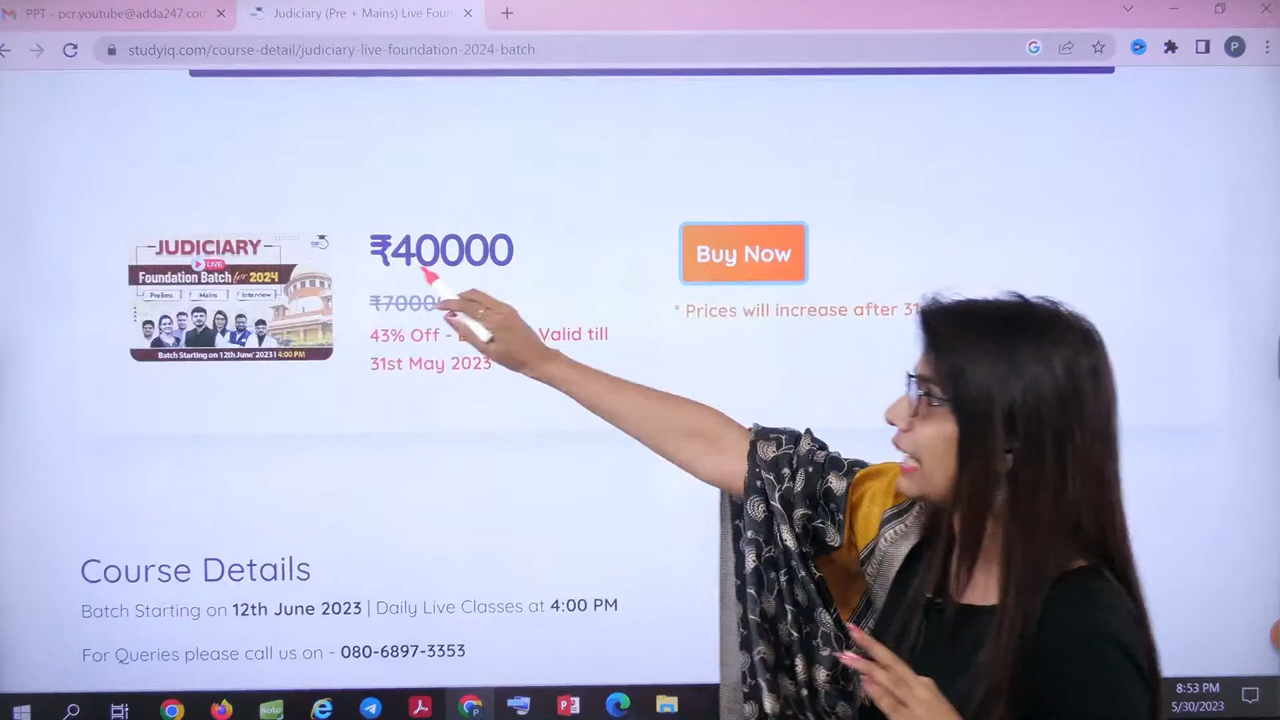 PPT - pcr.youtube@adda247.com
Judiciary (Pre + Mains) Live Foun
studyiq.com/course-detail/judiciary-live-foundation-2024-batch
G
P
JUDICIARY
LIVE
Foundation Batch for 2024
Prelims Mains Interview
Batch Starting on 12th June' 2023 | 4:00 PM
₹40000
₹7000
43% Off - Valid till
31st May 2023
Buy Now
* Prices will increase after 31
Course Details
Batch Starting on 12th June 2023 | Daily Live Classes at 4:00 PM
For Queries please call us on - 080-6897-3353
8:53 PM
5/30/2023